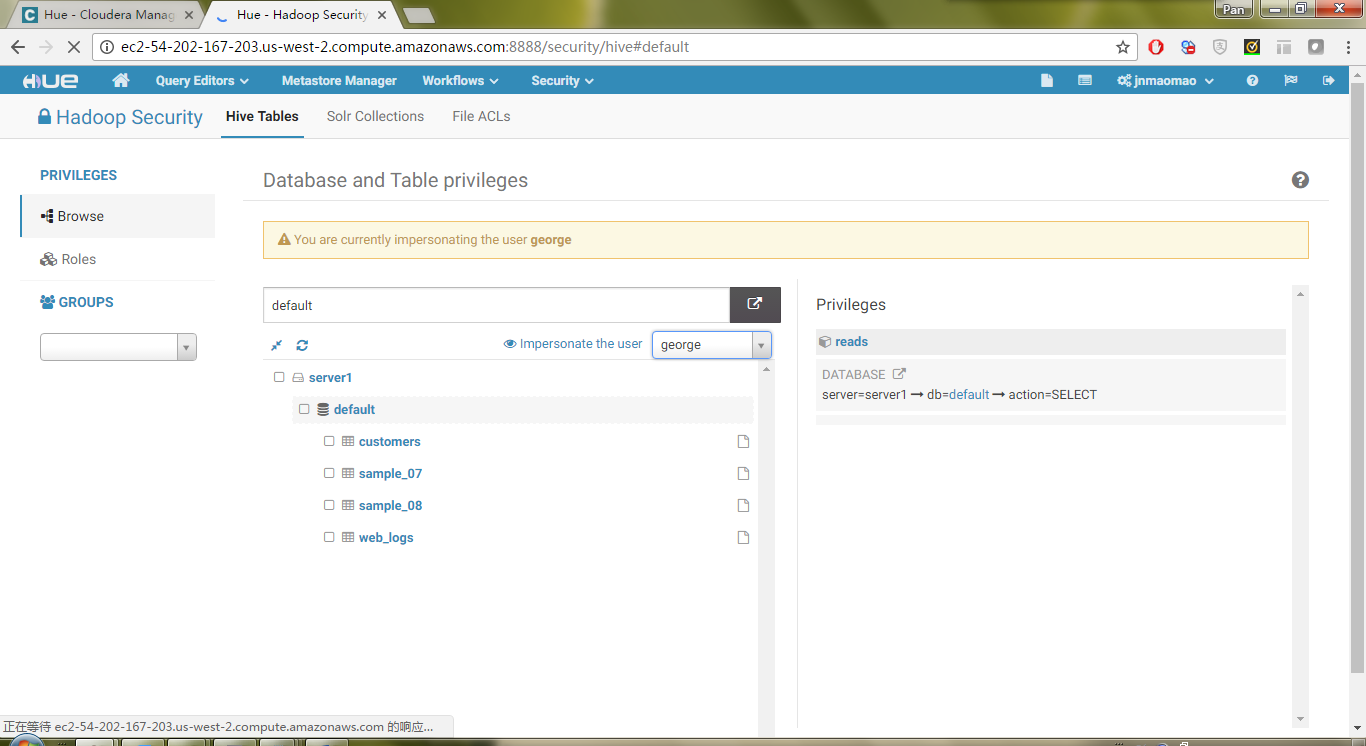 Hue - Cloudera Manag
Hue - Hadoop Security
Pan
ec2-54-202-167-203.us-west-2.compute.amazonaws.com:8888/security/hive#default
HUE
Query Editors
Metastore Manager
Workflows
Security
jnmaomao
Hadoop Security
Hive Tables
Solr Collections
File ACLs
PRIVILEGES
Browse
Roles
GROUPS
Database and Table privileges
You are currently impersonating the user george
default
Impersonate the user
george
server1
default
customers
sample_07
sample_08
web_logs
Privileges
reads
DATABASE
server=server1 → db=default → action=SELECT
正在等待 ec2-54-202-167-203.us-west-2.compute.amazonaws.com 的响应...